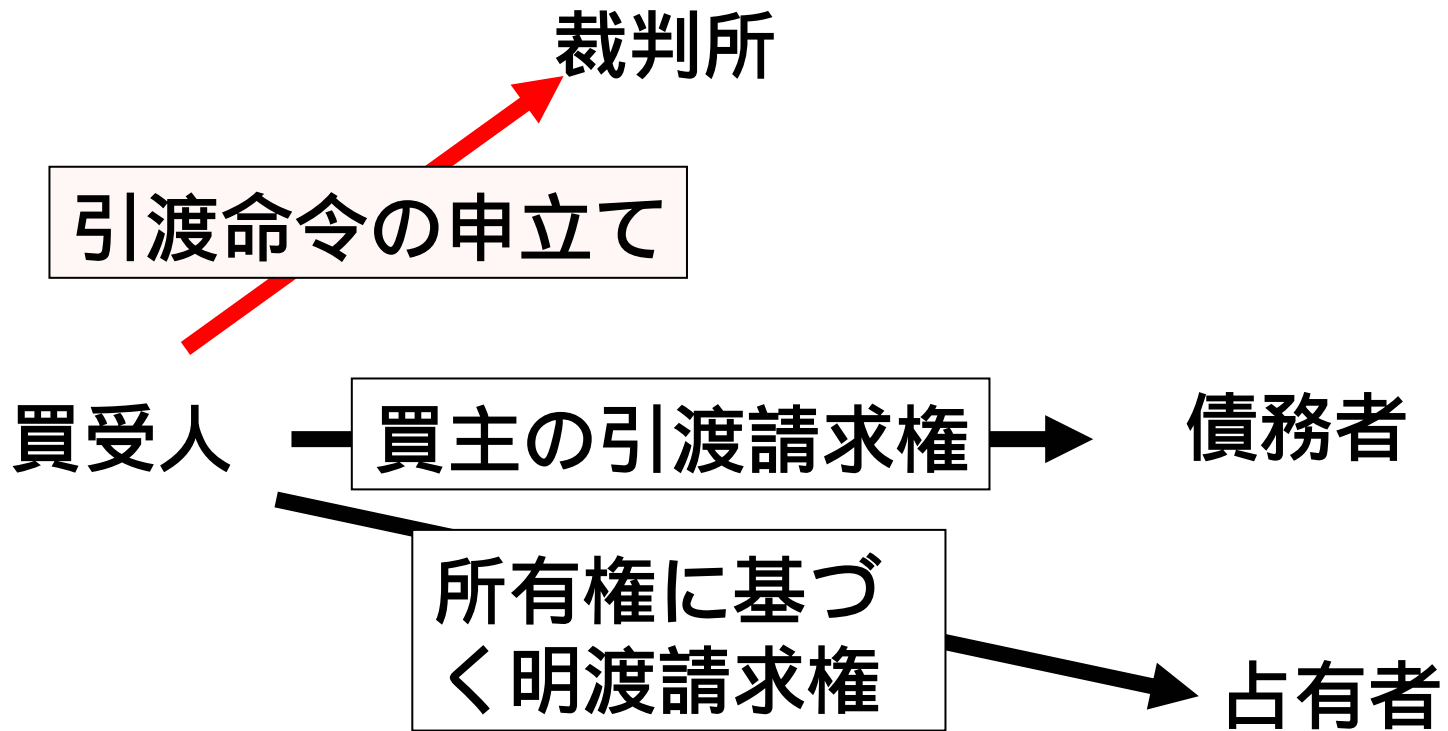 裁判所
引渡命令の申立て
買受人
買主の引渡請求権
債務者
所有権に基づ
く明渡請求権
占有者